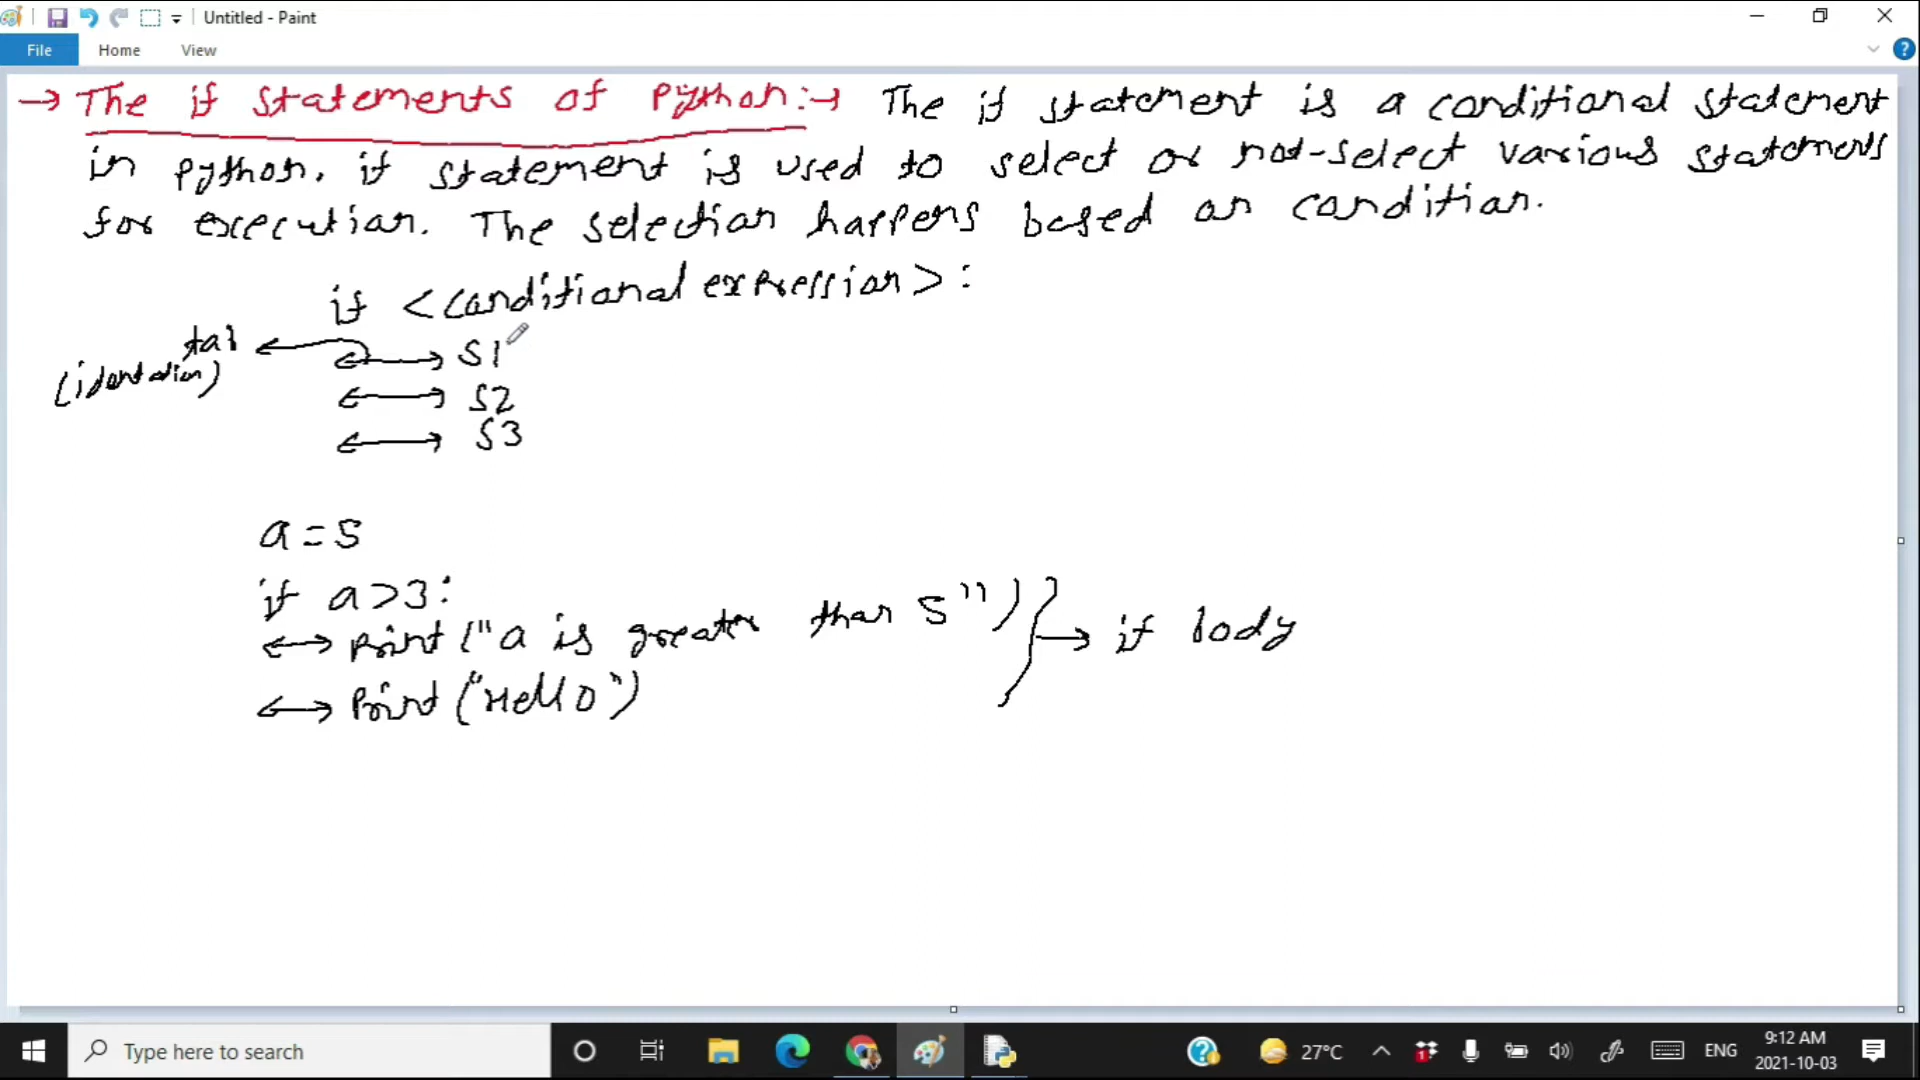 Untitled - Paint
File Home View
→ The if statements of Python:→ The if statement is a conditional statement
in python. if statement is used to select or not-select various statements
for execution. The selection happens based on condition.
if <conditional expression>:
tab ← ↔ S1
(identation)
↔ S2
↔ S3
a=5
if a>3:
↔ print("a is greater than 5") } → if body
↔ print("Hello")
Type here to search
27°C
ENG
9:12 AM
2021-10-03